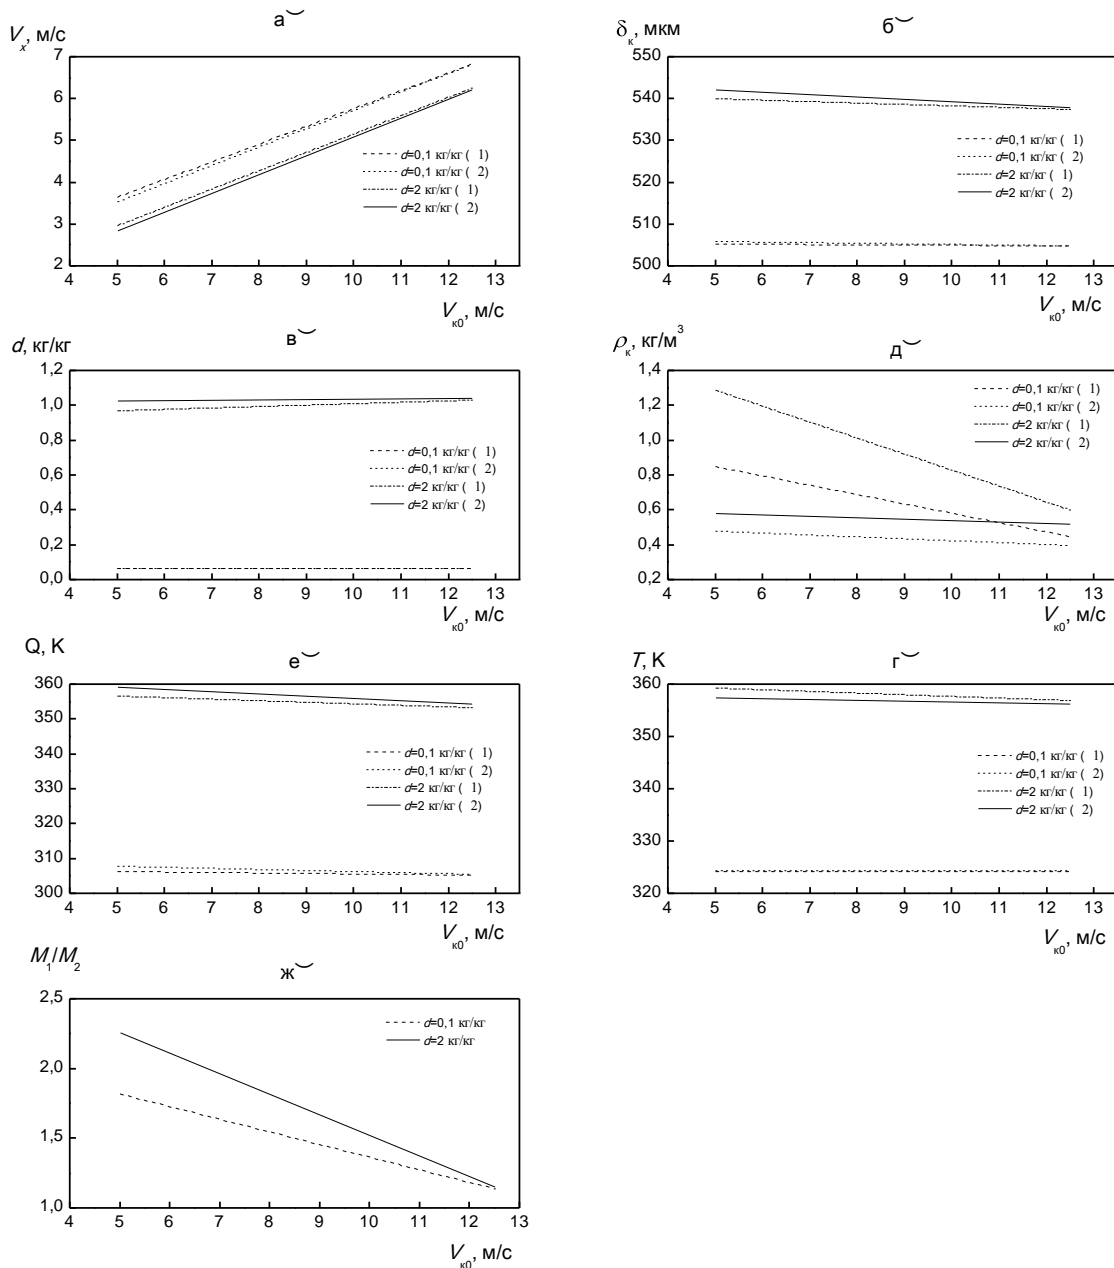 а
V_x, м/с
7
6
5
4
3
2
d=0,1 кг/кг ( 1)
d=0,1 кг/кг ( 2)
d=2 кг/кг ( 1)
d=2 кг/кг ( 2)
4 5 6 7 8 9 10 11 12 13
V_к0, м/с
б
δ_к, мкм
550
540
530
520
510
500
d=0,1 кг/кг ( 1)
d=0,1 кг/кг ( 2)
d=2 кг/кг ( 1)
d=2 кг/кг ( 2)
4 5 6 7 8 9 10 11 12 13
V_к0, м/с
в
d, кг/кг
1,2
1,0
0,8
0,6
0,4
0,2
0,0
d=0,1 кг/кг ( 1)
d=0,1 кг/кг ( 2)
d=2 кг/кг ( 1)
d=2 кг/кг ( 2)
4 5 6 7 8 9 10 11 12 13
V_к0, м/с
д
ρ_к, кг/м³
1,4
1,2
1,0
0,8
0,6
0,4
0,2
d=0,1 кг/кг ( 1)
d=0,1 кг/кг ( 2)
d=2 кг/кг ( 1)
d=2 кг/кг ( 2)
4 5 6 7 8 9 10 11 12 13
V_к0, м/с
е
Q, K
360
350
340
330
320
310
300
d=0,1 кг/кг ( 1)
d=0,1 кг/кг ( 2)
d=2 кг/кг ( 1)
d=2 кг/кг ( 2)
4 5 6 7 8 9 10 11 12 13
V_к0, м/с
г
T, K
360
350
340
330
320
d=0,1 кг/кг ( 1)
d=0,1 кг/кг ( 2)
d=2 кг/кг ( 1)
d=2 кг/кг ( 2)
4 5 6 7 8 9 10 11 12 13
V_к0, м/с
ж
M_1/M_2
2,5
2,0
1,5
1,0
d=0,1 кг/кг
d=2 кг/кг
4 5 6 7 8 9 10 11 12 13
V_к0, м/с